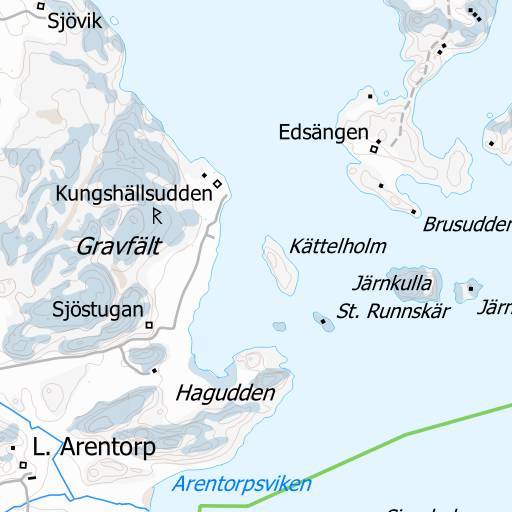 Sjövik
Edsängen
Kungshällsudden
Brusudden
Gravfält
Kättelholm
Järnkulla
Sjöstugan
St. Runnskär
Hagudden
L. Arentorp
Arentorpsviken